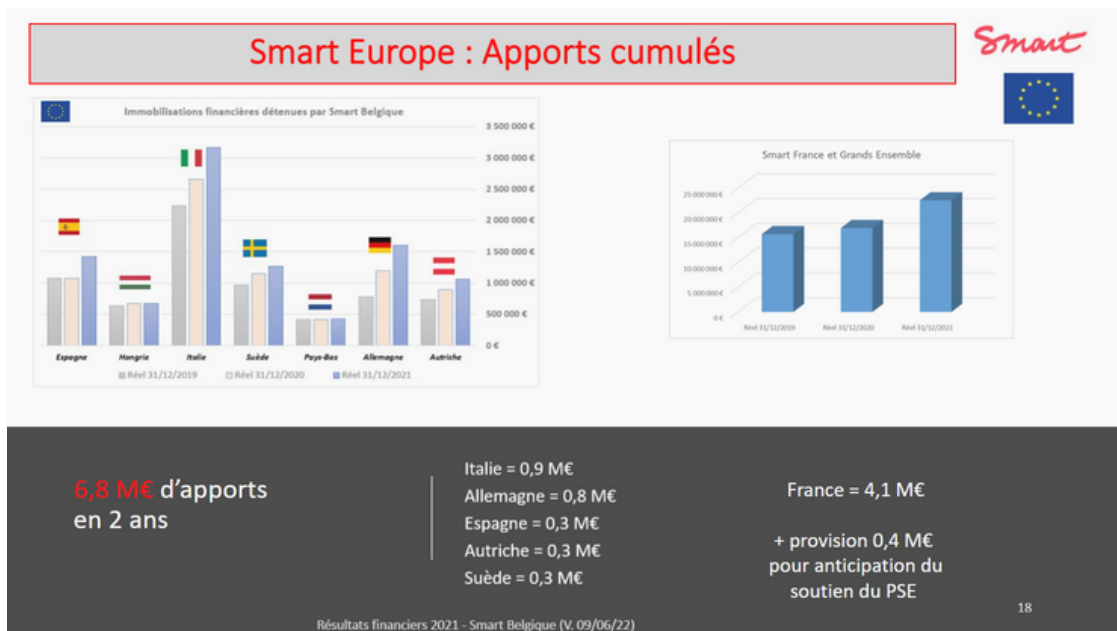 Smart Europe : Apports cumulés
Smart
Immobilisations financières détenues par Smart Belgique
3 500 000 €
3 000 000 €
2 500 000 €
2 000 000 €
1 500 000 €
1 000 000 €
500 000 €
0 €
Espagne Hongrie Italie Suède Pays-Bas Allemagne Autriche
Réel 31/12/2019 Réel 31/12/2020 Réel 31/12/2021
Smart France et Grands Ensemble
25 000 000 €
20 000 000 €
15 000 000 €
10 000 000 €
5 000 000 €
0 €
Réel 31/12/2019 Réel 31/12/2020 Réel 31/12/2021
6,8 M€ d’apports
en 2 ans
Italie = 0,9 M€
Allemagne = 0,8 M€
Espagne = 0,3 M€
Autriche = 0,3 M€
Suède = 0,3 M€
France = 4,1 M€
+ provision 0,4 M€
pour anticipation du
soutien du PSE
18
Résultats financiers 2021 - Smart Belgique (V. 09/06/22)